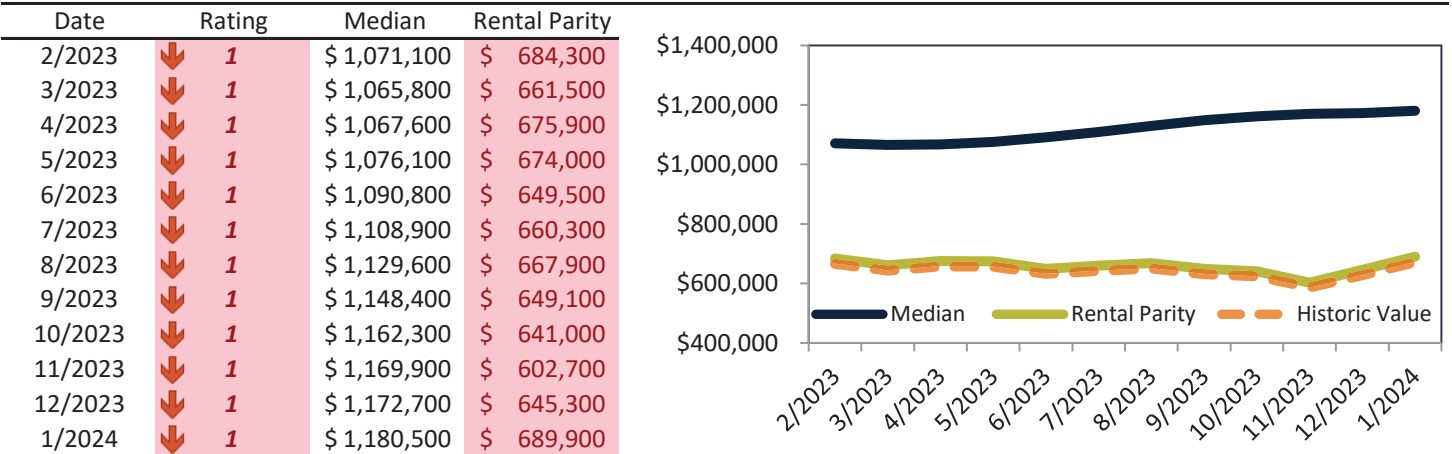 Date Rating Median Rental Parity
2/2023 1 $ 1,071,100 $ 684,300
3/2023 1 $ 1,065,800 $ 661,500
4/2023 1 $ 1,067,600 $ 675,900
5/2023 1 $ 1,076,100 $ 674,000
6/2023 1 $ 1,090,800 $ 649,500
7/2023 1 $ 1,108,900 $ 660,300
8/2023 1 $ 1,129,600 $ 667,900
9/2023 1 $ 1,148,400 $ 649,100
10/2023 1 $ 1,162,300 $ 641,000
11/2023 1 $ 1,169,900 $ 602,700
12/2023 1 $ 1,172,700 $ 645,300
1/2024 1 $ 1,180,500 $ 689,900
$1,400,000
$1,200,000
$1,000,000
$800,000
$600,000
$400,000
Median Rental Parity Historic Value
2/2023 3/2023 4/2023 5/2023 6/2023 7/2023 8/2023 9/2023 10/2023 11/2023 12/2023 1/2024